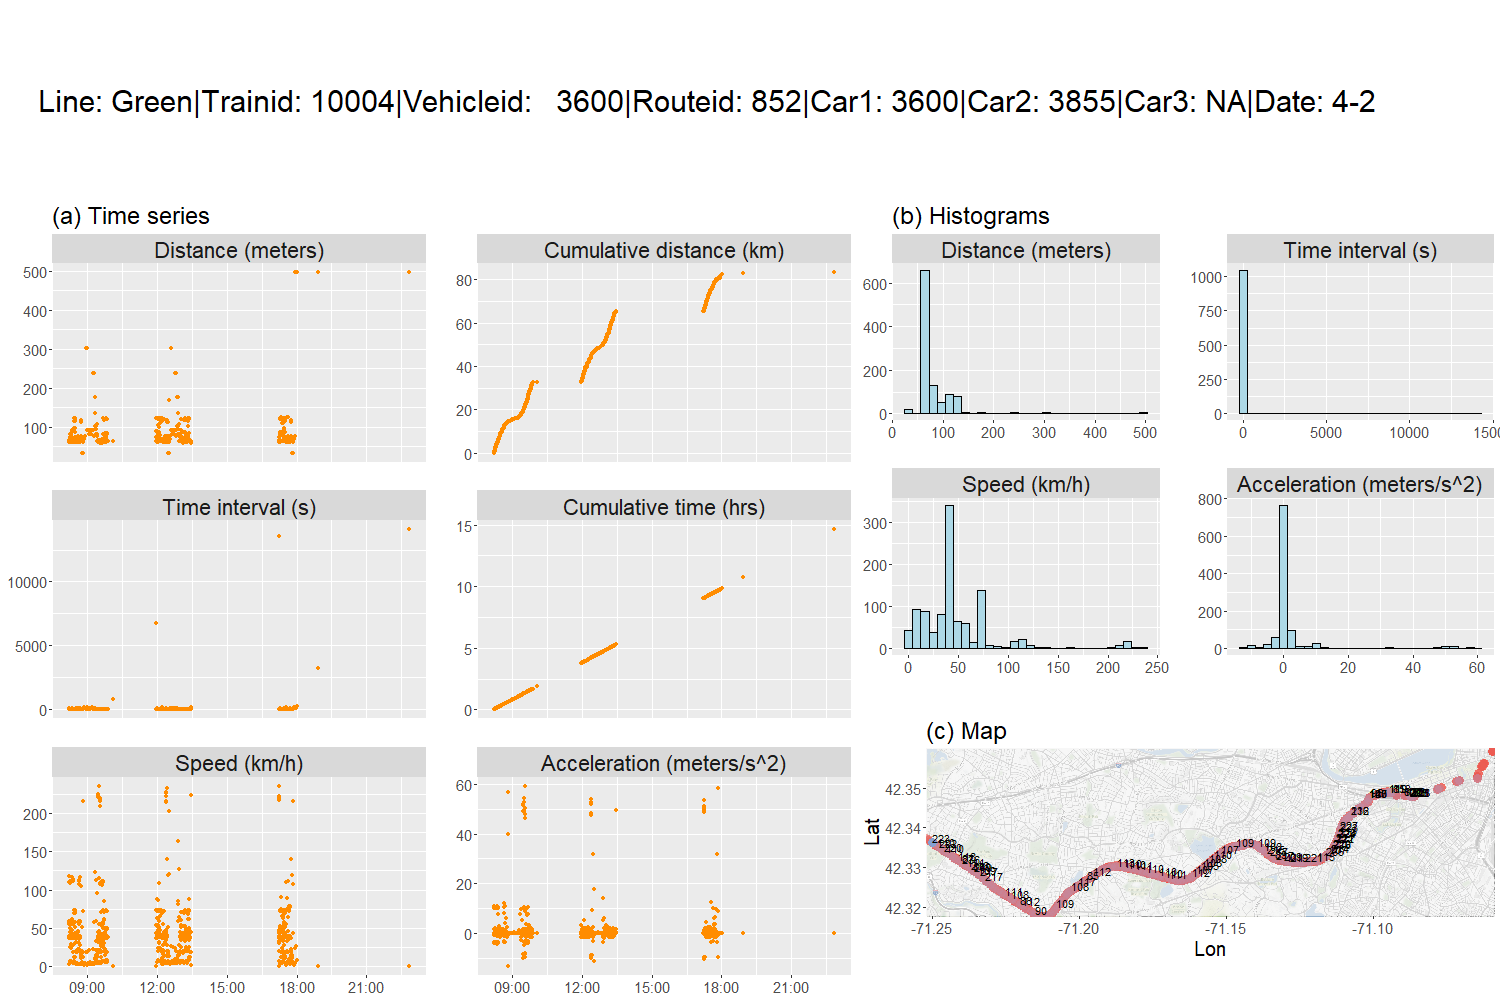 Line: Green|Trainid: 10004|Vehicleid: 3600|Routeid: 852|Car1: 3600|Car2: 3855|Car3: NA|Date: 4-2
(a) Time series
Distance (meters)
500
400
300
200
100
Cumulative distance (km)
80
60
40
20
0
Time interval (s)
10000
5000
0
Cumulative time (hrs)
15
10
5
0
Speed (km/h)
200
150
100
50
0
09:00 12:00 15:00 18:00 21:00
Acceleration (meters/s^2)
60
40
20
0
09:00 12:00 15:00 18:00 21:00
(b) Histograms
Distance (meters)
600
400
200
0
0 100 200 300 400 500
Time interval (s)
1000
750
500
250
0
0 5000 10000
Speed (km/h)
300
200
100
0
0 50 100 150 200 250
Acceleration (meters/s^2)
800
600
400
200
0
0 20 40 60
(c) Map
Lat
42.35
42.34
42.33
42.32
-71.25 -71.20 -71.15 -71.10
Lon
217
90
109
108
112
107
109